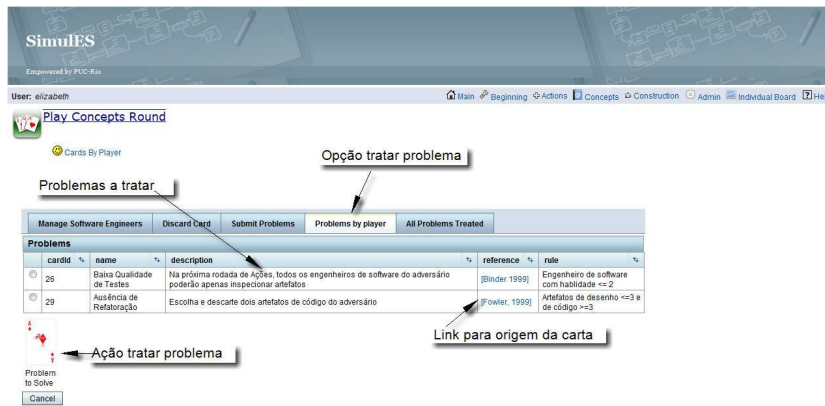 SimulES
Empowered by PUC-Rio
User: elizabeth
Main Beginning Actions Concepts Construction Admin Individual Board He
Play Concepts Round
Cards By Player
Opção tratar problema
Problemas a tratar
Manage Software Engineers Discard Card Submit Problems Problems by player All Problems Treated
Problems
cardId name description reference rule
26 Baixa Qualidade de Testes Na próxima rodada de Ações, todos os engenheiros de software do adversário poderão apenas inspecionar artefatos [Binder 1999] Engenheiro de software com hablidade <= 2
29 Ausência de Refatoração Escolha e descarte dois artefatos de código do adversário [Fowler, 1999] Artefatos de desenho <=3 e de código >=3
Link para origem da carta
Ação tratar problema
Problem
to Solve
Cancel